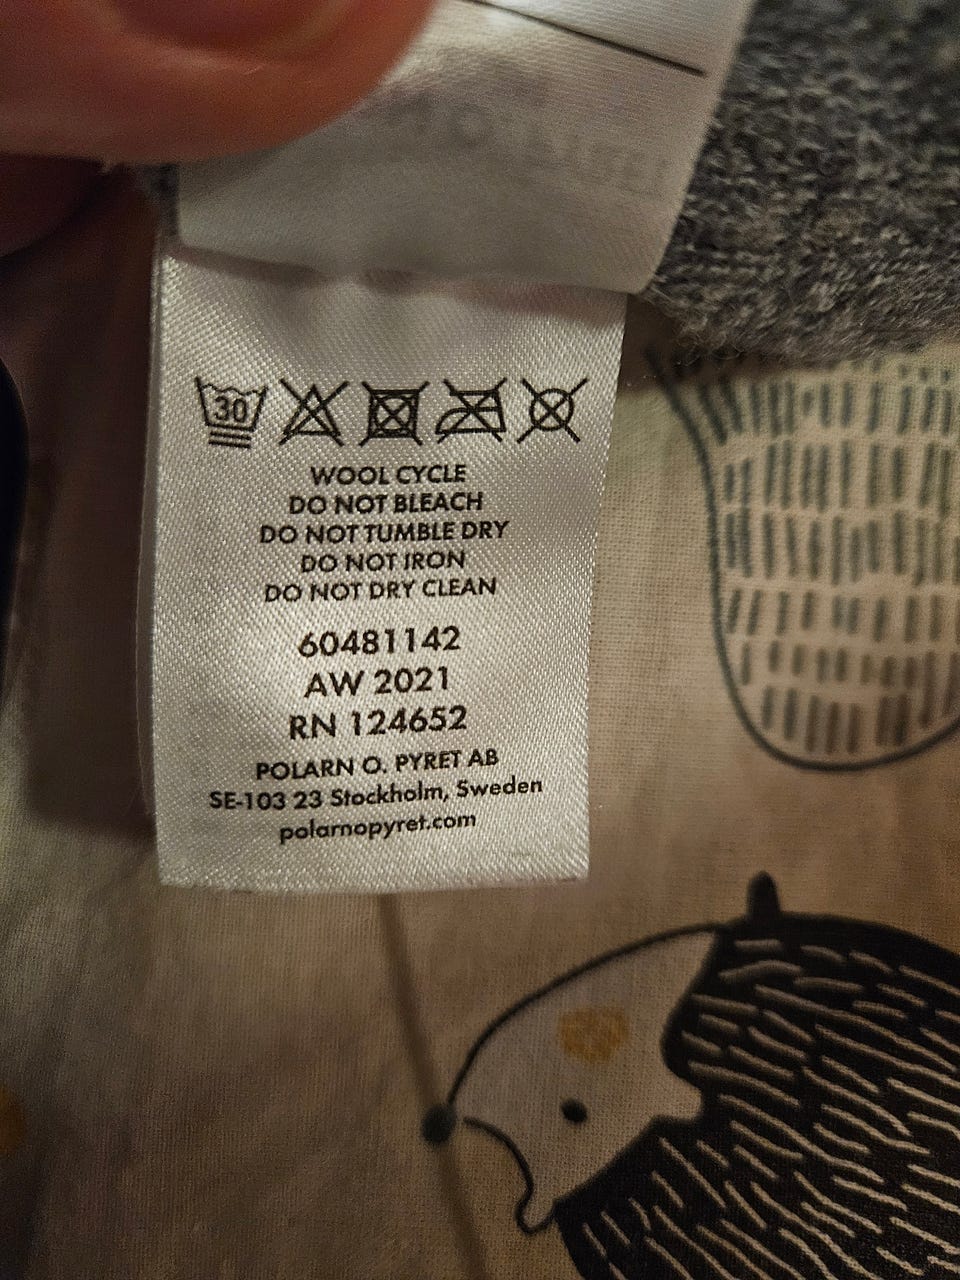 30
WOOL CYCLE
DO NOT BLEACH
DO NOT TUMBLE DRY
DO NOT IRON
DO NOT DRY CLEAN
60481142
AW 2021
RN 124652
POLARN O. PYRET AB
SE-103 23 Stockholm, Sweden
polarnopyret.com